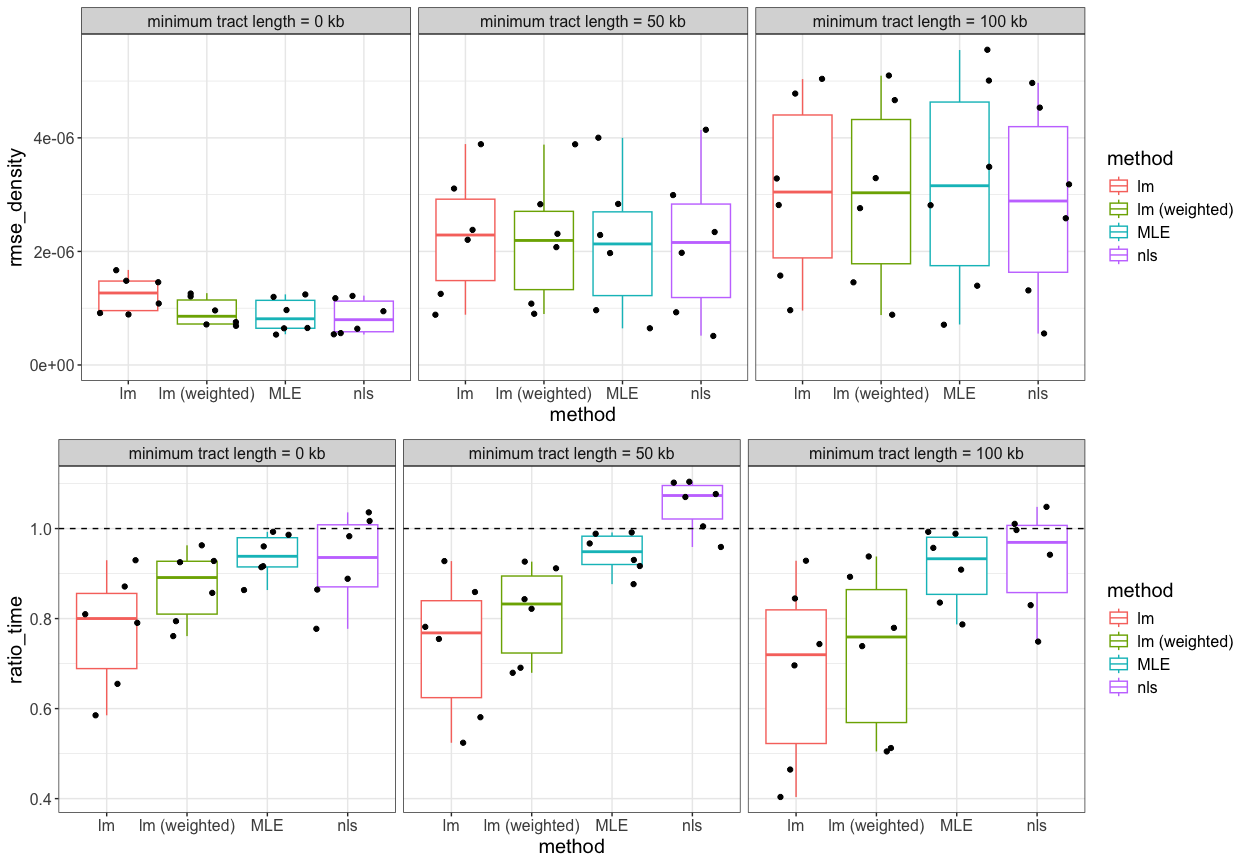 minimum tract length = 0 kb
minimum tract length = 50 kb
minimum tract length = 100 kb
rmse_density
4e-06
2e-06
0e+00
lm lm (weighted) MLE nls
lm lm (weighted) MLE nls
lm lm (weighted) MLE nls
method
method
lm
lm (weighted)
MLE
nls
minimum tract length = 0 kb
minimum tract length = 50 kb
minimum tract length = 100 kb
ratio_time
1.0
0.8
0.6
0.4
lm lm (weighted) MLE nls
lm lm (weighted) MLE nls
lm lm (weighted) MLE nls
method
method
lm
lm (weighted)
MLE
nls